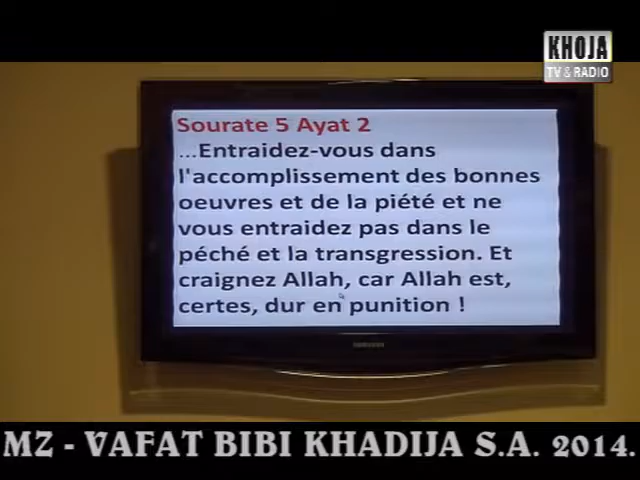 KHOJA
TV & RADIO
Sourate 5 Ayat 2
...Entraidez-vous dans
l'accomplissement des bonnes
oeuvres et de la piété et ne
vous entraidez pas dans le
péché et la transgression. Et
craignez Allah, car Allah est,
certes, dur en punition !
SAMSUNG
MZ - VAFAT BIBI KHADIJA S.A. 2014.